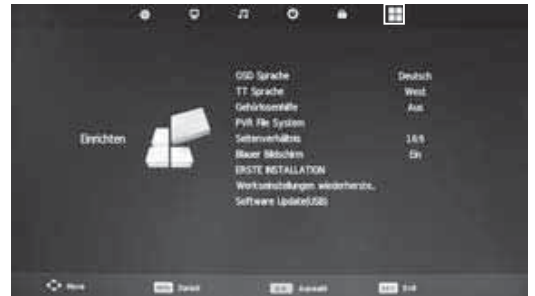 OSD Sprache Deutsch
TT Sprache West
Gehörlosenhilfe Aus
PVR File System
Einrichten
Seitenverhältnis 16:9
Blauer Bildschirm Ein
ERSTE INSTALLATION
Werkseinstellungen wiederherste..
Software Update(USB)
Move Zurück Auswahl Exit